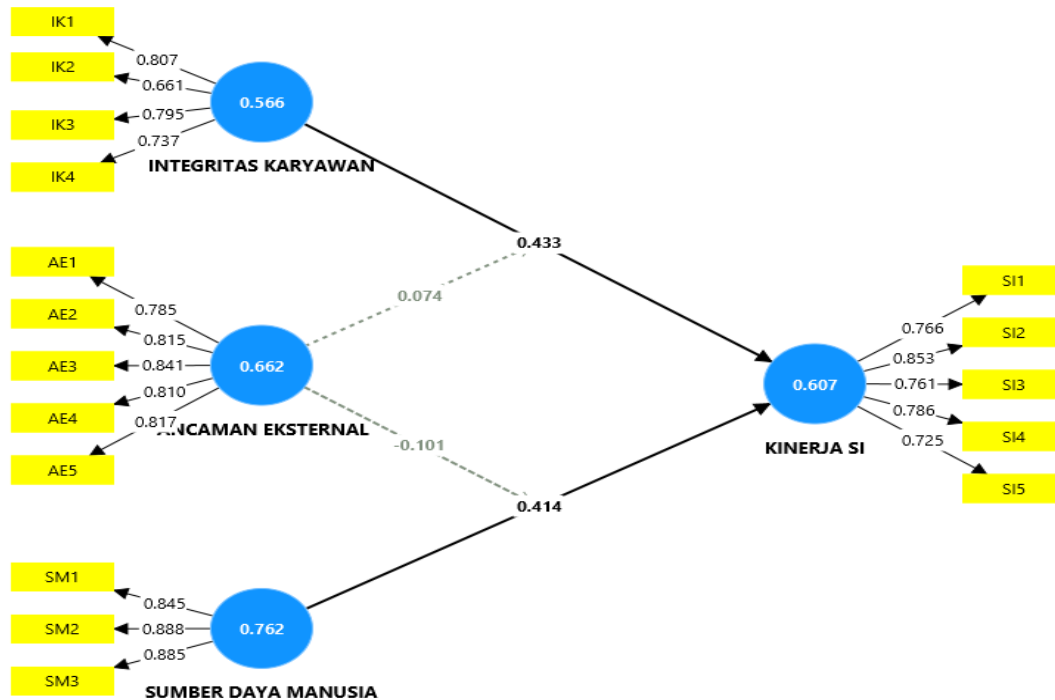 IK1
0.807
IK2
0.661
0.566
IK3
0.795
0.737
IK4
INTEGRITAS KARYAWAN
0.433
AE1
0.074
0.785
AE2
0.815
AE3
0.841
0.662
0.810
AE4
0.817
ANCAMAN EKSTERNAL
-0.101
AE5
SI1
0.766
SI2
0.853
0.607
0.761
SI3
0.786
SI4
0.725
KINERJA SI
SI5
0.414
SM1
0.845
SM2
0.888
0.762
0.885
SM3
SUMBER DAYA MANUSIA